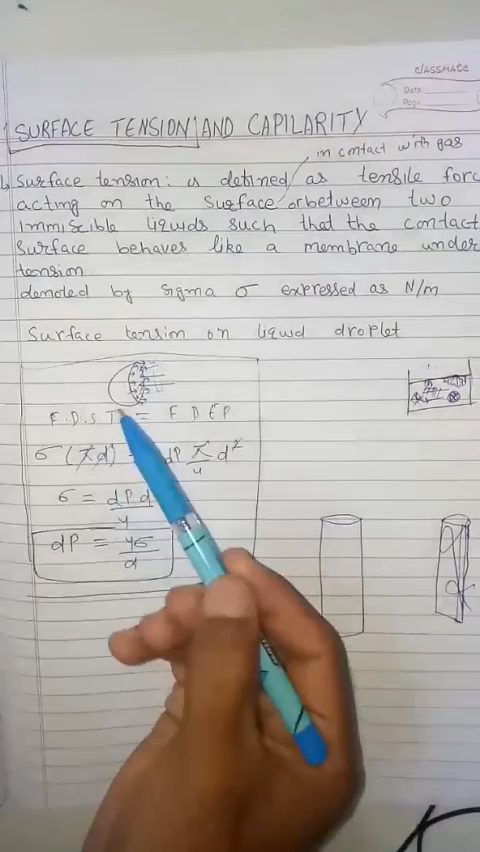 classmate
Date
Page
SURFACE TENSION AND CAPILARITY
in contact with gas
1. Surface tension: is defined as tensile forc
acting on the surface or between two
immiscible liquids such that the contact
Surface behaves like a membrane under
tension
denoted by sigma σ expressed as N/m
Surface tension on liquid droplet
F.D.S.T = F D E P.
σ (πd) = dP π/4 d²
σ = dPd/4
dP = 4σ/d